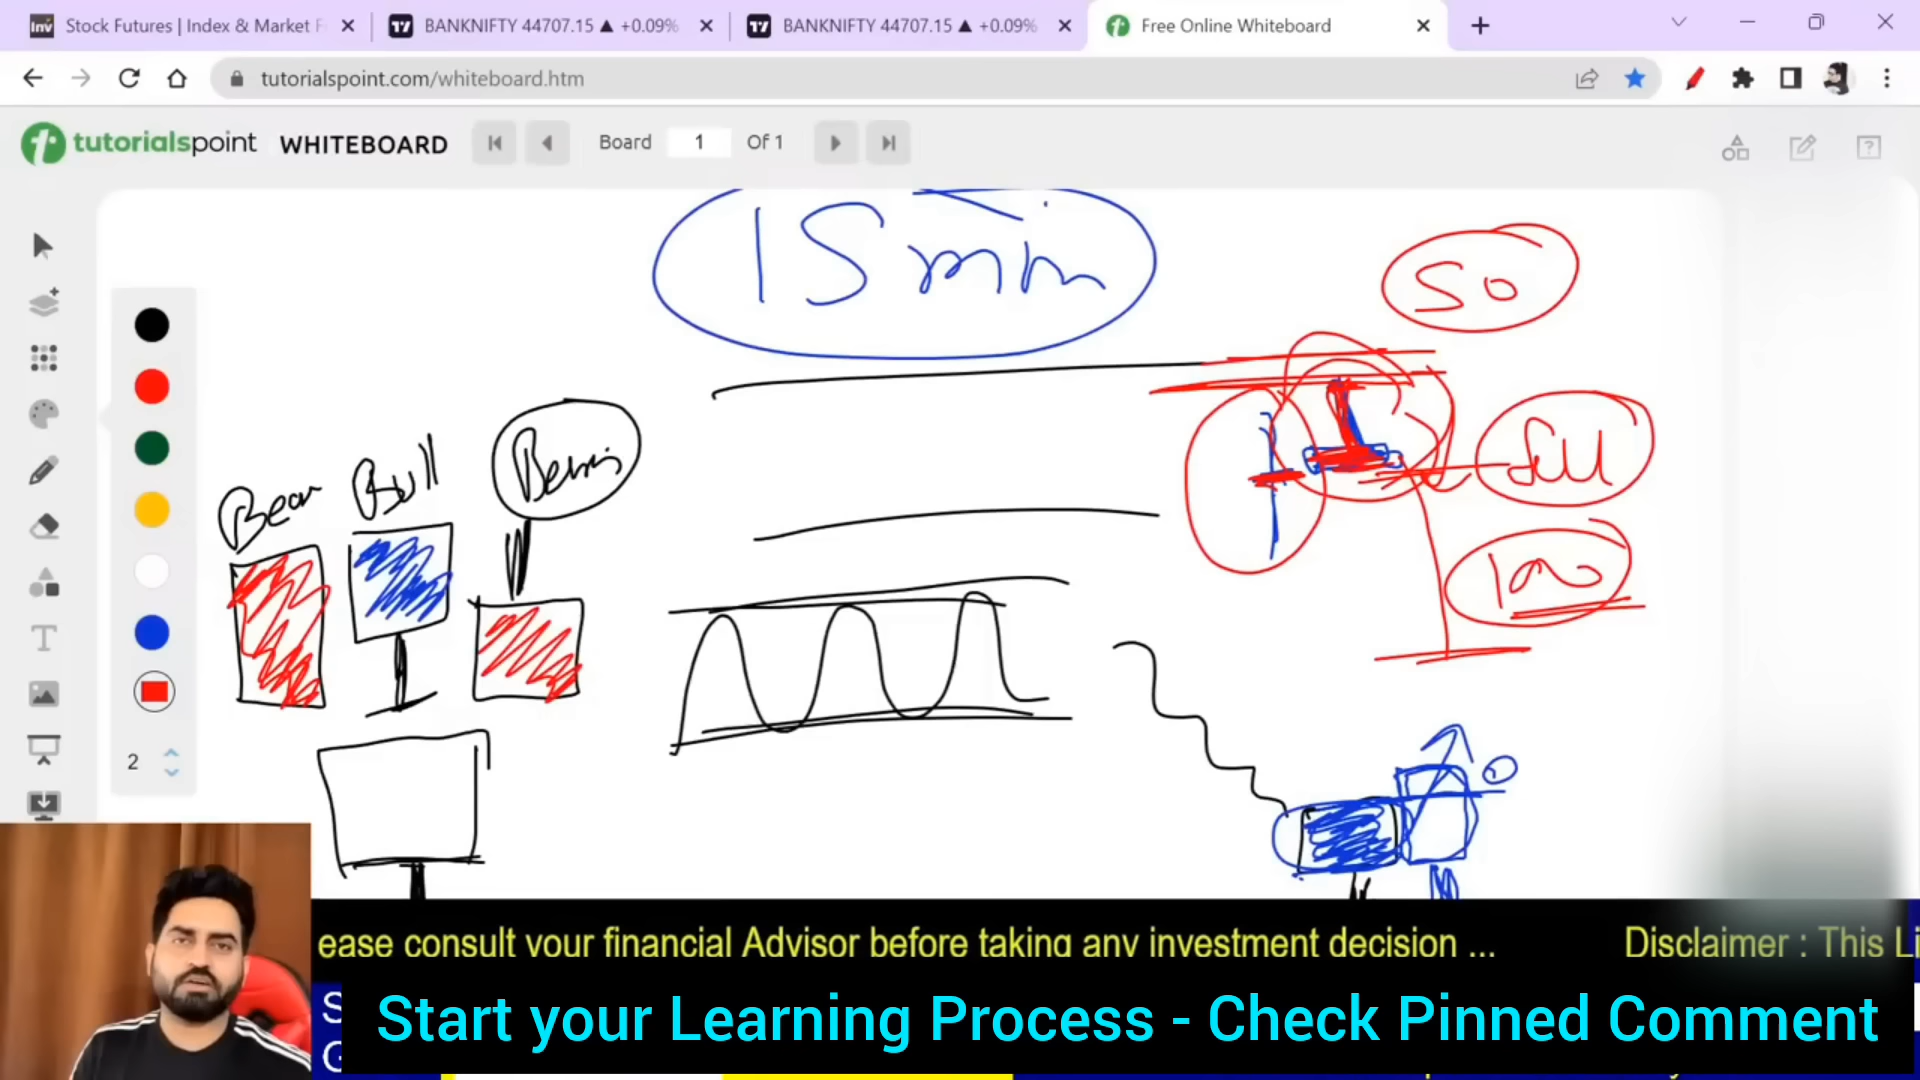 Stock Futures | Index & Market F
BANKNIFTY 44707.15 ▲ +0.09%
BANKNIFTY 44707.15 ▲ +0.09%
Free Online Whiteboard
tutorialspoint.com/whiteboard.htm
tutorialspoint WHITEBOARD
Board 1 Of 1
15 min
50
Bear
Bull
100
T
2
ease consult your financial Advisor before taking any investment decision ...
Disclaimer : This Li
Start your Learning Process - Check Pinned Comment